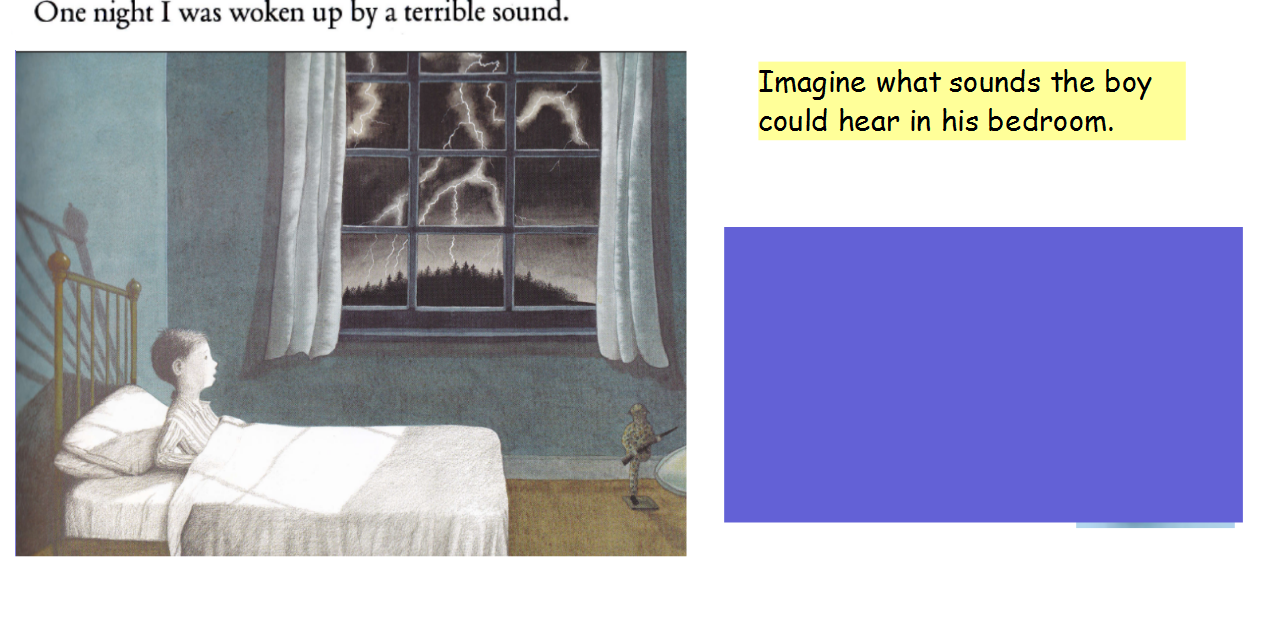 One night I was woken up by a terrible sound.
Imagine what sounds the boy
could hear in his bedroom.